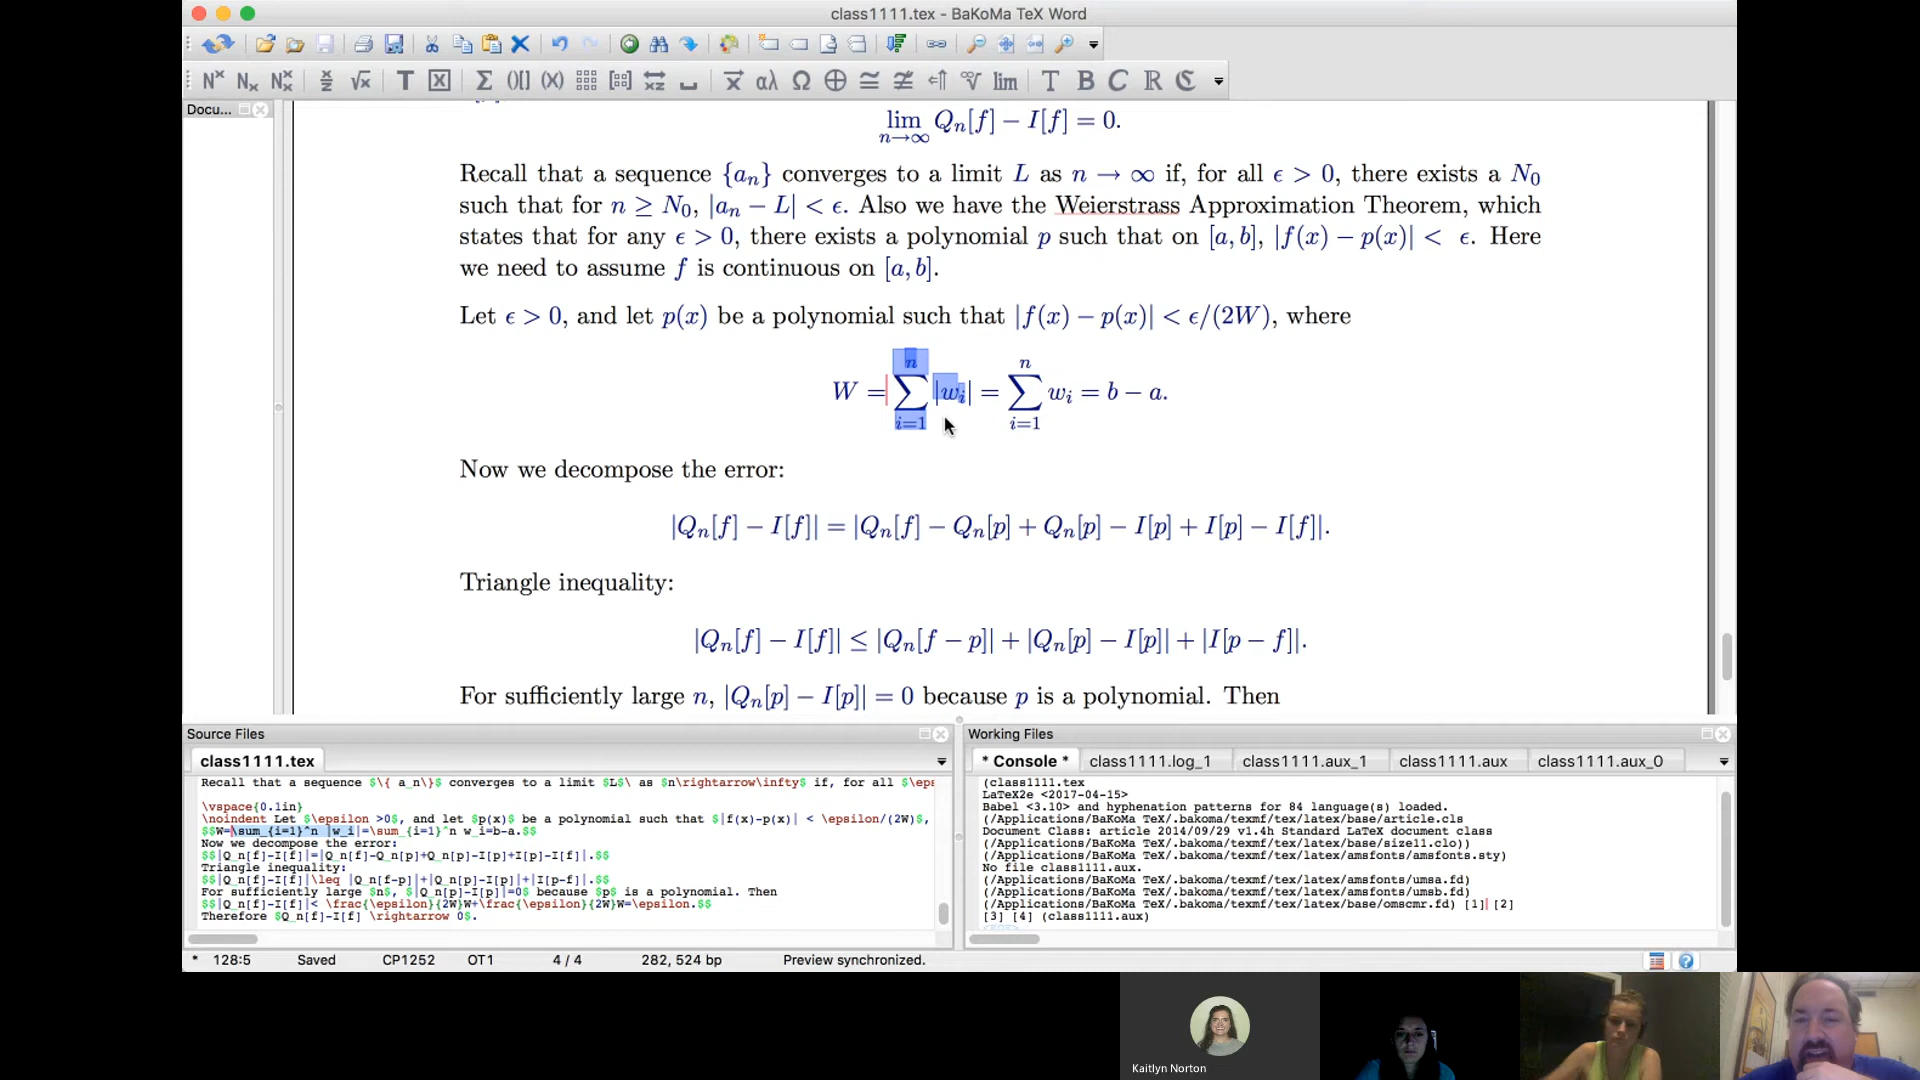 class1111.tex - BaKoMa TeX Word
Docu...
lim n→∞ Qn[f] − I[f] = 0.
Recall that a sequence {an} converges to a limit L as n → ∞ if, for all ϵ > 0, there exists a N0
such that for n ≥ N0, |an − L| < ϵ. Also we have the Weierstrass Approximation Theorem, which
states that for any ϵ > 0, there exists a polynomial p such that on [a, b], |f(x) − p(x)| < ϵ. Here
we need to assume f is continuous on [a, b].
Let ϵ > 0, and let p(x) be a polynomial such that |f(x) − p(x)| < ϵ/(2W), where
W = ∑_{i=1}^n |wi| = ∑_{i=1}^n wi = b − a.
Now we decompose the error:
|Qn[f] − I[f]| = |Qn[f] − Qn[p] + Qn[p] − I[p] + I[p] − I[f]|.
Triangle inequality:
|Qn[f] − I[f]| ≤ |Qn[f − p]| + |Qn[p] − I[p]| + |I[p − f]|.
For sufficiently large n, |Qn[p] − I[p]| = 0 because p is a polynomial. Then
Source Files
class1111.tex
Recall that a sequence $\{ a_n\}$ converges to a limit $L$\ as $n\rightarrow\infty$ if, for all $\eps
\vspace{0.1in}
\noindent Let $\epsilon >0$, and let $p(x)$ be a polynomial such that $|f(x)-p(x)| < \epsilon/(2W)$,
$$W=\sum_{i=1}^n |w_i|=\sum_{i=1}^n w_i=b-a.$$
Now we decompose the error:
$$|Q_n[f]-I[f]|=|Q_n[f]-Q_n[p]+Q_n[p]-I[p]+I[p]-I[f]|.$$
Triangle inequality:
$$|Q_n[f]-I[f]|\leq |Q_n[f-p]|+|Q_n[p]-I[p]|+|I[p-f]|.$$
For sufficiently large $n$, $|Q_n[p]-I[p]|=0$ because $p$ is a polynomial. Then
$$|Q_n[f]-I[f]|< \frac{\epsilon}{2W}W+\frac{\epsilon}{2W}W=\epsilon.$$
Therefore $Q_n[f]-I[f] \rightarrow 0$.
Working Files
* Console * class1111.log_1 class1111.aux_1 class1111.aux class1111.aux_0
(class1111.tex
LaTeX2e <2017-04-15>
Babel <3.10> and hyphenation patterns for 84 language(s) loaded.
(/Applications/BaKoMa TeX/.bakoma/texmf/tex/latex/base/article.cls
Document Class: article 2014/09/29 v1.4h Standard LaTeX document class
(/Applications/BaKoMa TeX/.bakoma/texmf/tex/latex/base/size11.clo))
(/Applications/BaKoMa TeX/.bakoma/texmf/tex/latex/amsfonts/amsfonts.sty)
No file class1111.aux.
(/Applications/BaKoMa TeX/.bakoma/texmf/tex/latex/amsfonts/umsa.fd)
(/Applications/BaKoMa TeX/.bakoma/texmf/tex/latex/amsfonts/umsb.fd)
(/Applications/BaKoMa TeX/.bakoma/texmf/tex/latex/base/omscmr.fd) [1] [2]
[3] [4] (class1111.aux)
* 128:5 Saved CP1252 OT1 4 / 4 282, 524 bp Preview synchronized.
Kaitlyn Norton